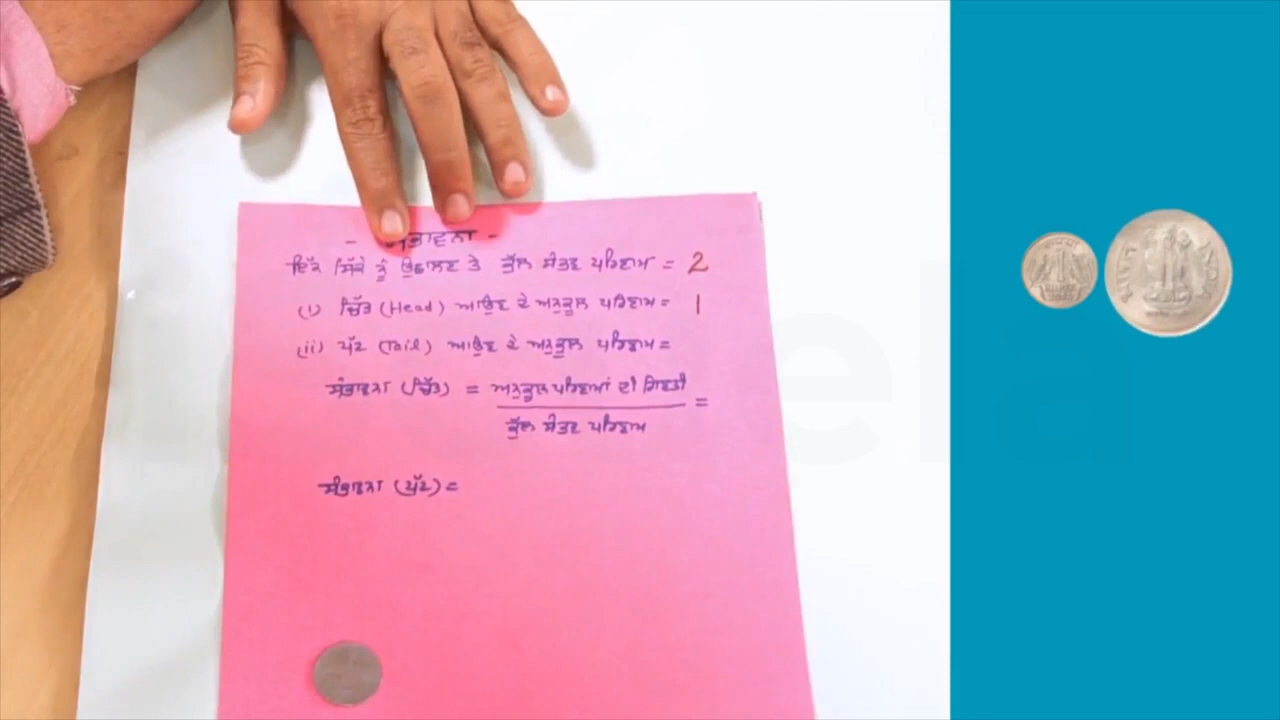 - ਸੰਭਾਵਨਾ -
ਇੱਕ ਸਿੱਕੇ ਨੂੰ ਉਛਾਲਣ ਤੇ ਕੁੱਲ ਸੰਭਵ ਪਰਿਣਾਮ = 2
(i) ਚਿੱਤ (Head) ਆਉਣ ਦੇ ਅਨੁਕੂਲ ਪਰਿਣਾਮ = 1
(ii) ਪੱਟ (Tail) ਆਉਣ ਦੇ ਅਨੁਕੂਲ ਪਰਿਣਾਮ =
ਸੰਭਾਵਨਾ (ਚਿੱਤ) = ਅਨੁਕੂਲ ਪਰਿਣਾਮਾਂ ਦੀ ਗਿਣਤੀ =
ਕੁੱਲ ਸੰਭਵ ਪਰਿਣਾਮ
ਸੰਭਾਵਨਾ (ਪੱਟ) =